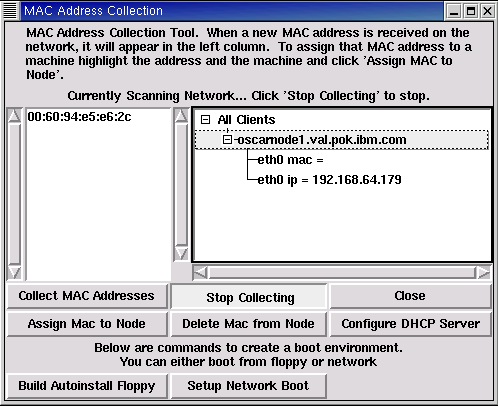 MAC Address Collection
MAC Address Collection Tool. When a new MAC address is received on the
network, it will appear in the left column. To assign that MAC address to a
machine highlight the address and the machine and click 'Assign MAC to
Node'.
Currently Scanning Network... Click 'Stop Collecting' to stop.
00:60:94:e5:e6:2c
All Clients
oscarnode1.val.pok.ibm.com
eth0 mac =
eth0 ip = 192.168.64.179
Collect MAC Addresses
Stop Collecting
Close
Assign Mac to Node
Delete Mac from Node
Configure DHCP Server
Below are commands to create a boot environment.
You can either boot from floppy or network
Build Autoinstall Floppy
Setup Network Boot